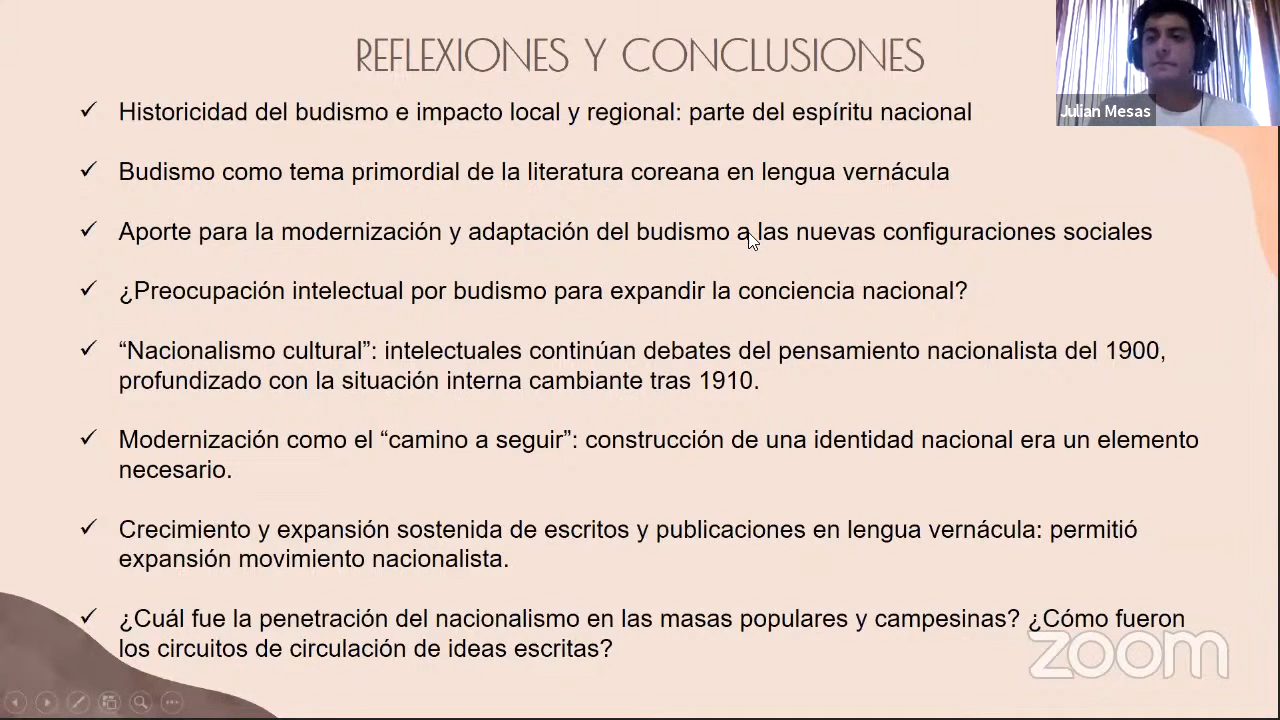 REFLEXIONES Y CONCLUSIONES
Julian Mesas
Historicidad del budismo e impacto local y regional: parte del espíritu nacional
Budismo como tema primordial de la literatura coreana en lengua vernácula
Aporte para la modernización y adaptación del budismo a las nuevas configuraciones sociales
¿Preocupación intelectual por budismo para expandir la conciencia nacional?
“Nacionalismo cultural”: intelectuales continúan debates del pensamiento nacionalista del 1900,
profundizado con la situación interna cambiante tras 1910.
Modernización como el “camino a seguir”: construcción de una identidad nacional era un elemento
necesario.
Crecimiento y expansión sostenida de escritos y publicaciones en lengua vernácula: permitió
expansión movimiento nacionalista.
¿Cuál fue la penetración del nacionalismo en las masas populares y campesinas? ¿Cómo fueron
los circuitos de circulación de ideas escritas?
zoom